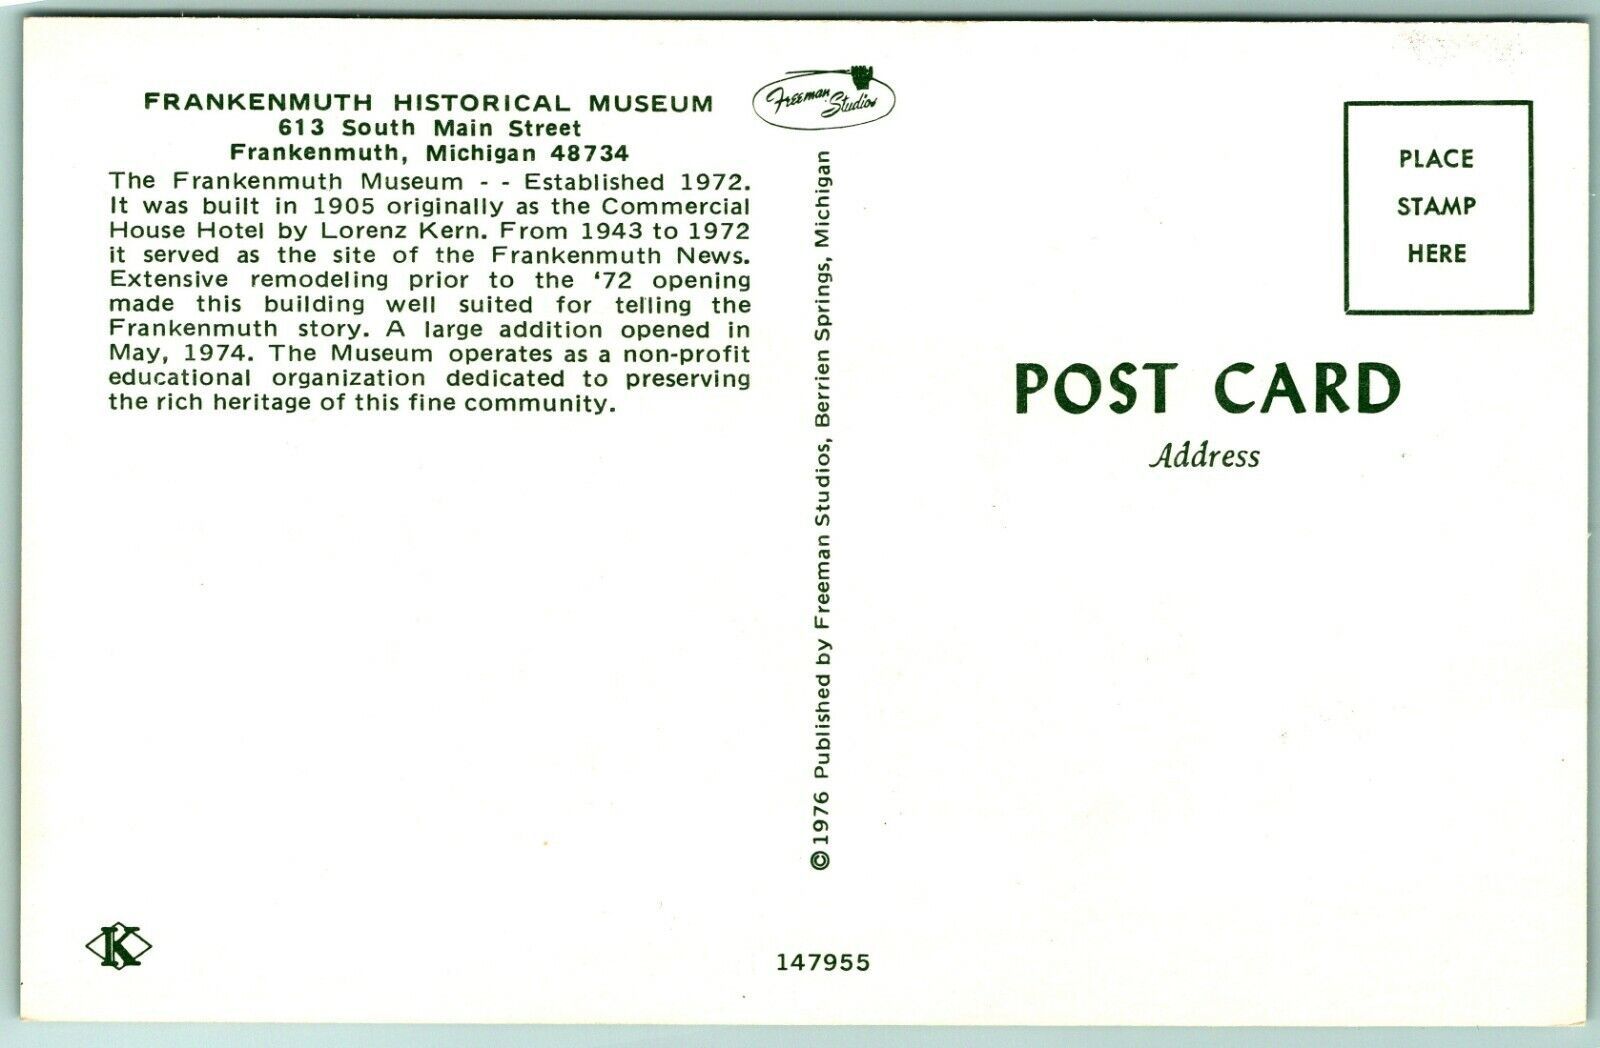 FRANKENMUTH HISTORICAL MUSEUM
613 South Main Street
Frankenmuth, Michigan 48734
The Frankenmuth Museum - - Established 1972.
It was built in 1905 originally as the Commercial
House Hotel by Lorenz Kern. From 1943 to 1972
it served as the site of the Frankenmuth News.
Extensive remodeling prior to the '72 opening
made this building well suited for telling the
Frankenmuth story. A large addition opened in
May, 1974. The Museum operates as a non-profit
educational organization dedicated to preserving
the rich heritage of this fine community.
Freeman Studios
©1976 Published by Freeman Studios, Berrien Springs, Michigan
PLACE
STAMP
HERE
POST CARD
Address
K
147955